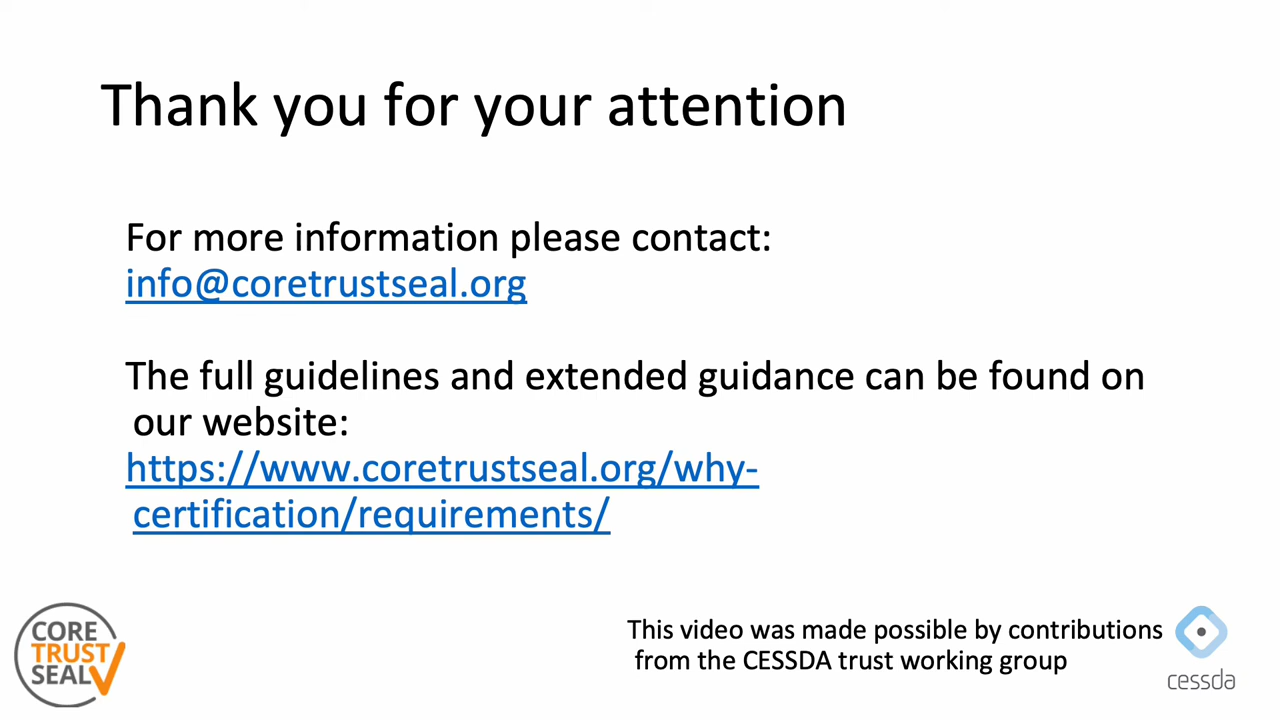 Thank you for your attention
For more information please contact:
info@coretrustseal.org
The full guidelines and extended guidance can be found on
our website:
https://www.coretrustseal.org/why-
certification/requirements/
CORE
TRUST
SEAL
This video was made possible by contributions
from the CESSDA trust working group
cessda